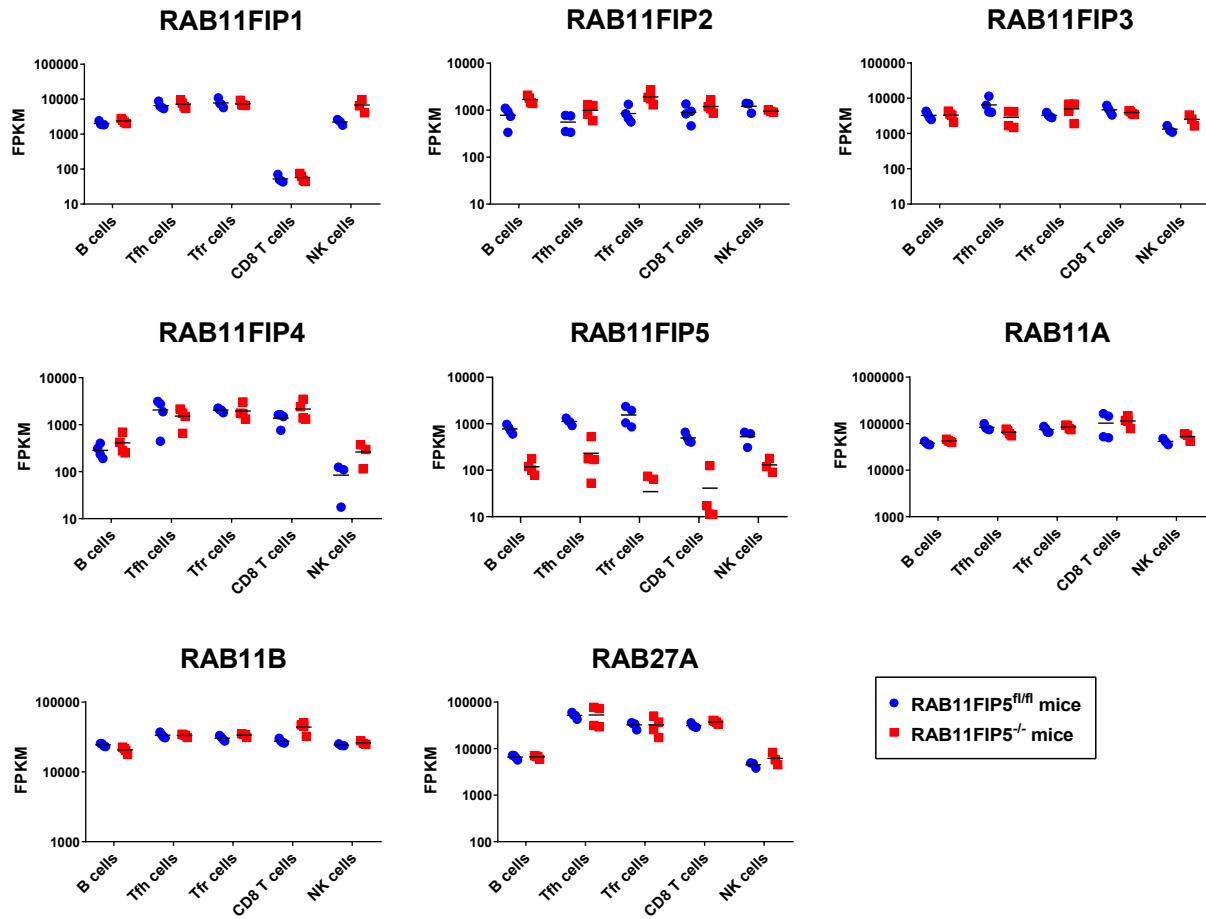 RAB11FIP1
FPKM
100000
10000
1000
100
10
B cells
Tfh cells
Tfr cells
CD8 T cells
NK cells
RAB11FIP2
FPKM
100000
10000
1000
100
10
B cells
Tfh cells
Tfr cells
CD8 T cells
NK cells
RAB11FIP3
FPKM
100000
10000
1000
100
10
B cells
Tfh cells
Tfr cells
CD8 T cells
NK cells
RAB11FIP4
FPKM
10000
1000
100
10
B cells
Tfh cells
Tfr cells
CD8 T cells
NK cells
RAB11FIP5
FPKM
10000
1000
100
10
B cells
Tfh cells
Tfr cells
CD8 T cells
NK cells
RAB11A
FPKM
1000000
100000
10000
1000
B cells
Tfh cells
Tfr cells
CD8 T cells
NK cells
RAB11B
FPKM
100000
10000
1000
B cells
Tfh cells
Tfr cells
CD8 T cells
NK cells
RAB27A
FPKM
100000
10000
1000
100
B cells
Tfh cells
Tfr cells
CD8 T cells
NK cells
RAB11FIP5fl/fl mice
RAB11FIP5-/- mice